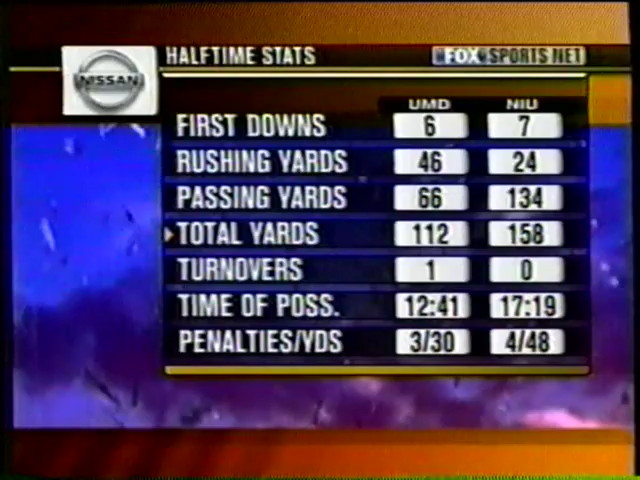 HALFTIME STATS FOX SPORTS NET
NISSAN
UMD NIU
FIRST DOWNS 6 7
RUSHING YARDS 46 24
PASSING YARDS 66 134
TOTAL YARDS 112 158
TURNOVERS 1 0
TIME OF POSS. 12:41 17:19
PENALTIES/YDS 3/30 4/48